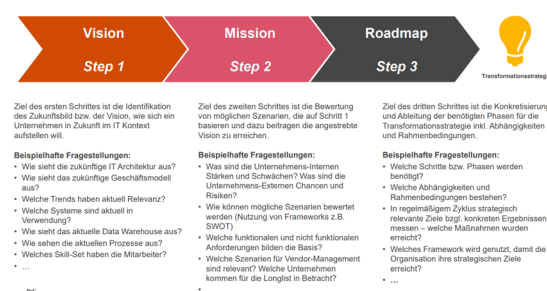 Vision
Step 1
Mission
Step 2
Roadmap
Step 3
Transformationsstrategi
Ziel des ersten Schrittes ist die Identifikation
des Zukunftsbild bzw. der Vision, wie sich ein
Unternehmen in Zukunft im IT Kontext
aufstellen will.
Beispielhafte Fragestellungen:
• Wie sieht die zukünftige IT Architektur aus?
• Wie sieht das zukünftige Geschäftsmodell
aus?
• Welche Trends haben aktuell Relevanz?
• Welche Systeme sind aktuell in
Verwendung?
• Wie sieht das aktuelle Data Warehouse aus?
• Wie sehen die aktuellen Prozesse aus?
• Welches Skill-Set haben die Mitarbeiter?
• …
Ziel des zweiten Schrittes ist die Bewertung
von möglichen Szenarien, die auf Schritt 1
basieren und dazu beitragen die angestrebte
Vision zu erreichen.
Beispielhafte Fragestellungen:
• Was sind die Unternehmens-Internen
Stärken und Schwächen? Was sind die
Unternehmens-Externen Chancen und
Risiken?
• Wie können mögliche Szenarien bewertet
werden (Nutzung von Frameworks z.B.
SWOT)
• Welche funktionalen und nicht funktionalen
Anforderungen bilden die Basis?
• Welche Szenarien für Vendor-Management
sind relevant? Welche Unternehmen
kommen für die Longlist in Betracht?
Ziel des dritten Schrittes ist die Konkretisierung
und Ableitung der benötigten Phasen für die
Transformationsstrategie inkl. Abhängigkeiten
und Rahmenbedingungen.
Beispielhafte Fragestellungen:
• Welche Schritte bzw. Phasen werden
benötigt?
• Welche Abhängigkeiten und
Rahmenbedingungen bestehen?
• In regelmäßigem Zyklus strategisch
relevante Ziele bzgl. konkreten Ergebnissen
messen – welche Maßnahmen wurden
erreicht?
• Welches Framework wird genutzt, damit die
Organisation ihre strategischen Ziele
erreicht?
• …